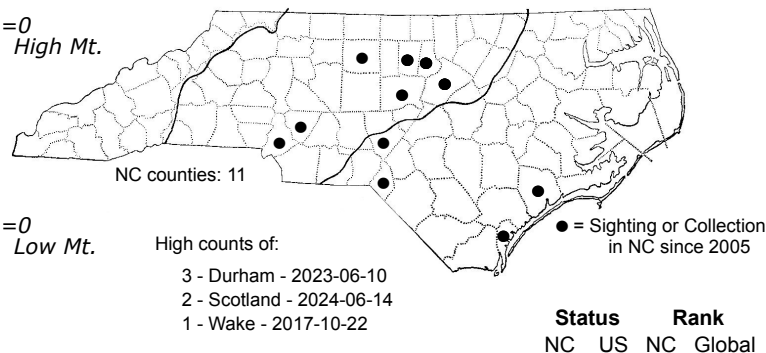 =0
High Mt.
NC counties: 11
=0
Low Mt.
High counts of:
3 - Durham - 2023-06-10
2 - Scotland - 2024-06-14
1 - Wake - 2017-10-22
● = Sighting or Collection
in NC since 2005
Status Rank
NC US NC Global